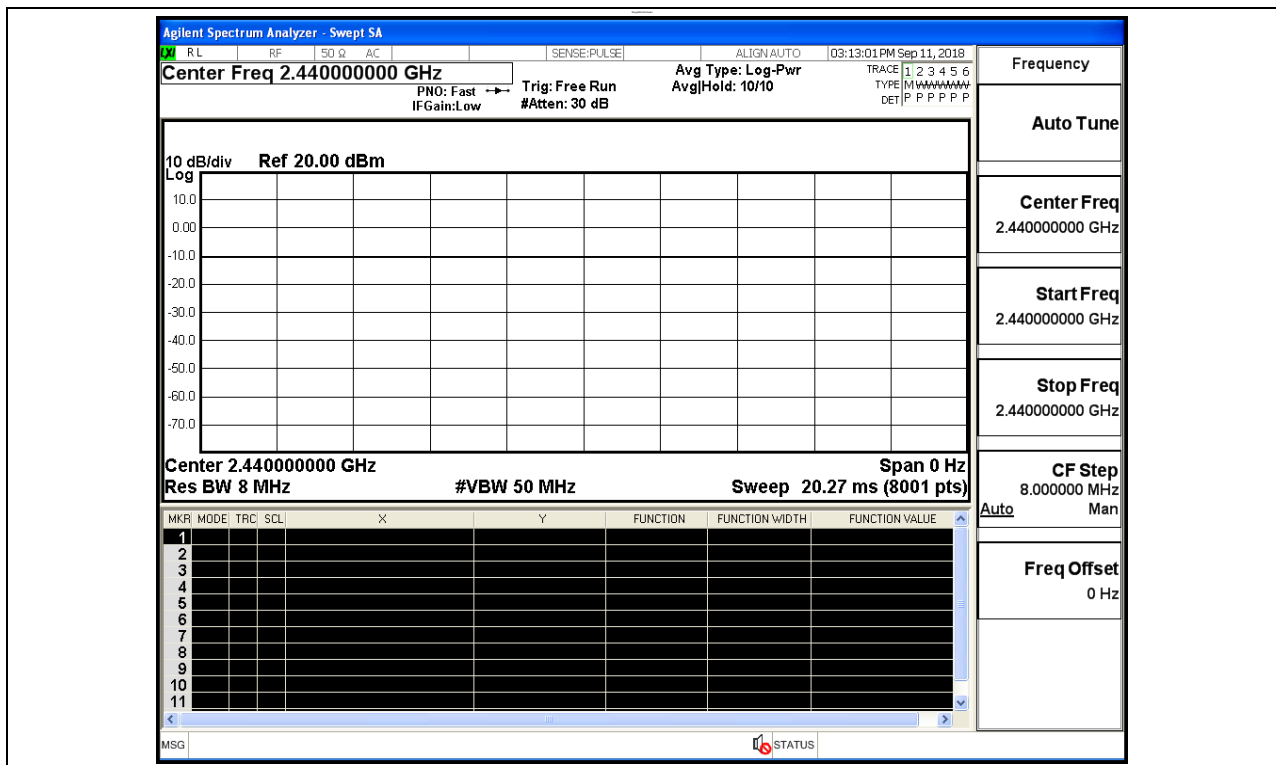 Agilent Spectrum Analyzer - Swept SA
LXI RL RF 50 Ω AC SENSE:PULSE ALIGN AUTO 03:13:01 PM Sep 11, 2018
Center Freq 2.440000000 GHz
PNO: Fast
IFGain:Low
Trig: Free Run
#Atten: 30 dB
Avg Type: Log-Pwr
Avg|Hold: 10/10
TRACE 1 2 3 4 5 6
TYPE M WWWWW
DET P P P P P P
10 dB/div Ref 20.00 dBm
Log
10.0
0.00
-10.0
-20.0
-30.0
-40.0
-50.0
-60.0
-70.0
Center 2.440000000 GHz Span 0 Hz
Res BW 8 MHz #VBW 50 MHz Sweep 20.27 ms (8001 pts)
MKR MODE TRC SCL X Y FUNCTION FUNCTION WIDTH FUNCTION VALUE
1
2
3
4
5
6
7
8
9
10
11
MSG STATUS
Frequency
Auto Tune
Center Freq
2.440000000 GHz
Start Freq
2.440000000 GHz
Stop Freq
2.440000000 GHz
CF Step
8.000000 MHz
Auto Man
Freq Offset
0 Hz